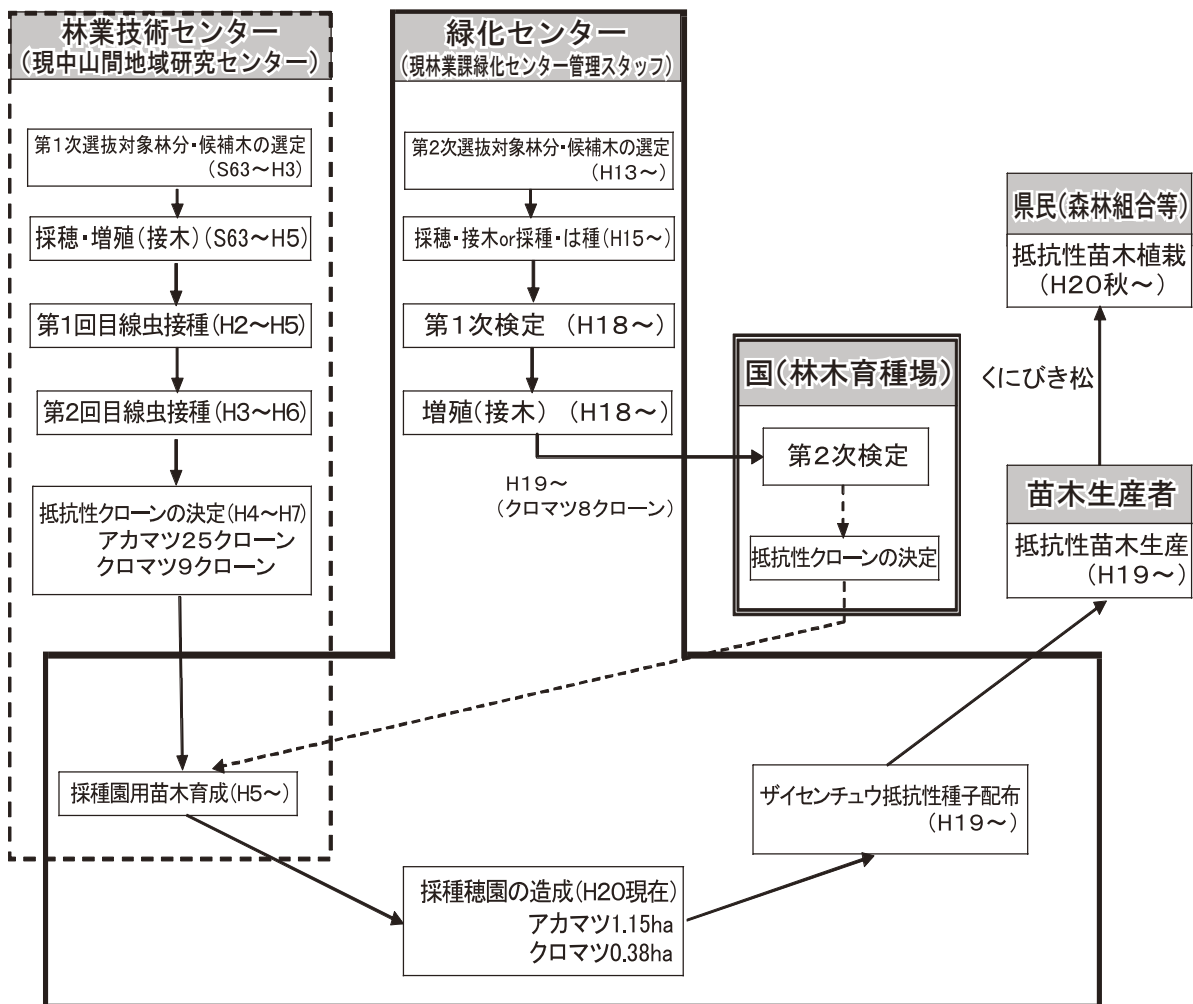 林業技術センター
(現中山間地域研究センター)
第1次選抜対象林分・候補木の選定
(S63～H3)
採穂・増殖(接木)(S63～H5)
第1回目線虫接種(H2～H5)
第2回目線虫接種(H3～H6)
抵抗性クローンの決定(H4～H7)
アカマツ25クローン
クロマツ9クローン
採種園用苗木育成(H5～)
緑化センター
(現林業課緑化センター管理スタッフ)
第2次選抜対象林分・候補木の選定
(H13～)
採穂・接木or採種・は種(H15～)
第1次検定 (H18～)
増殖(接木) (H18～)
H19～
(クロマツ8クローン)
国(林木育種場)
第2次検定
抵抗性クローンの決定
採種穂園の造成(H20現在)
アカマツ1.15ha
クロマツ0.38ha
ザイセンチュウ抵抗性種子配布
(H19～)
苗木生産者
抵抗性苗木生産
(H19～)
くにびき松
県民(森林組合等)
抵抗性苗木植栽
(H20秋～)